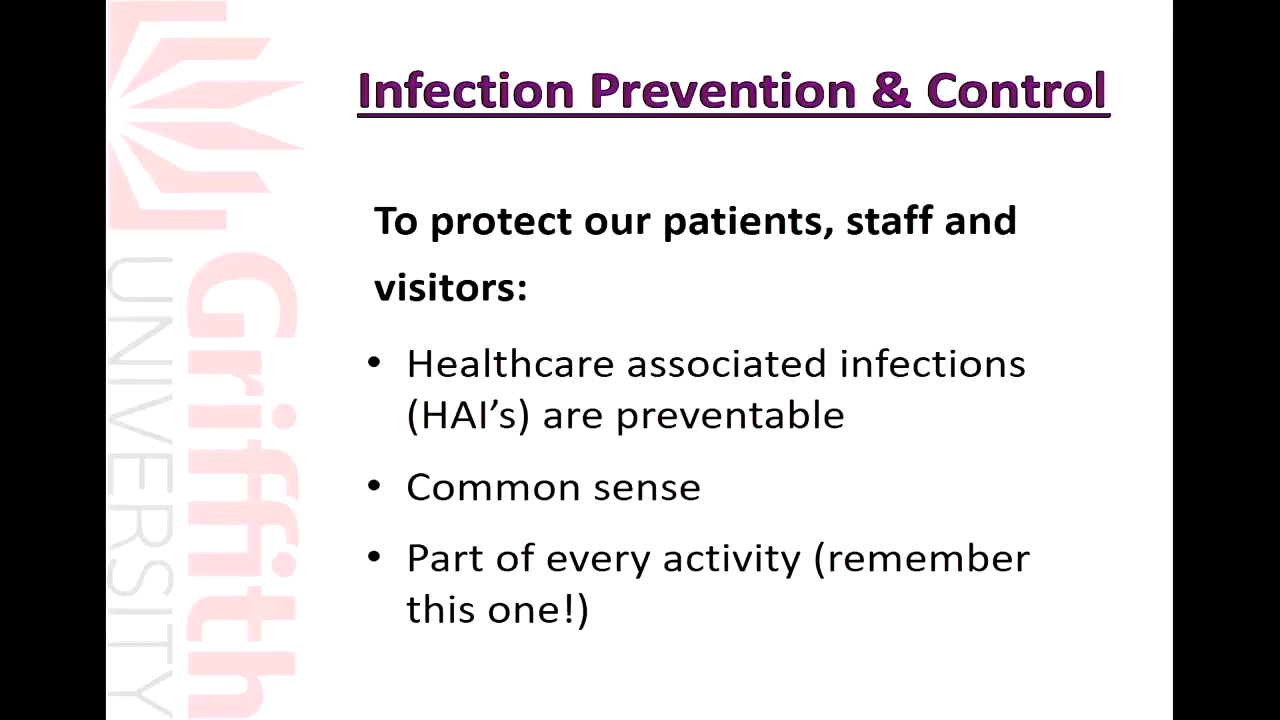 Infection Prevention & Control
To protect our patients, staff and
visitors:
• Healthcare associated infections
(HAI’s) are preventable
• Common sense
• Part of every activity (remember
this one!)
Griffith
UNIVERSITY